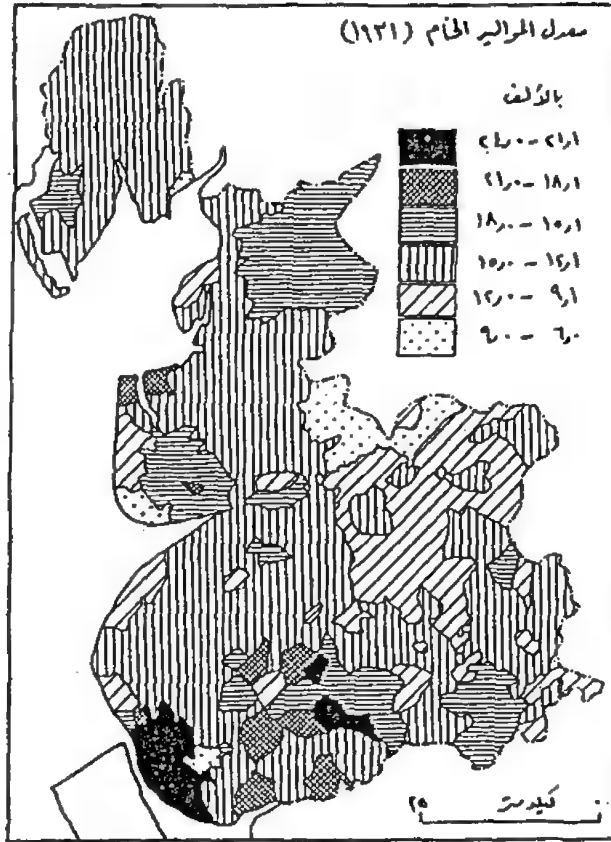 معدل المواليد الخام (١٩٣١)
بالألف
٢١٫١ – ٢٤٫٠
١٨٫١ – ٢١٫٠
١٥٫١ – ١٨٫٠
١٢٫١ – ١٥٫٠
٩٫١ – ١٢٫٠
٦٫٠ – ٩٫٠
٠ كيلومتر ٢٥